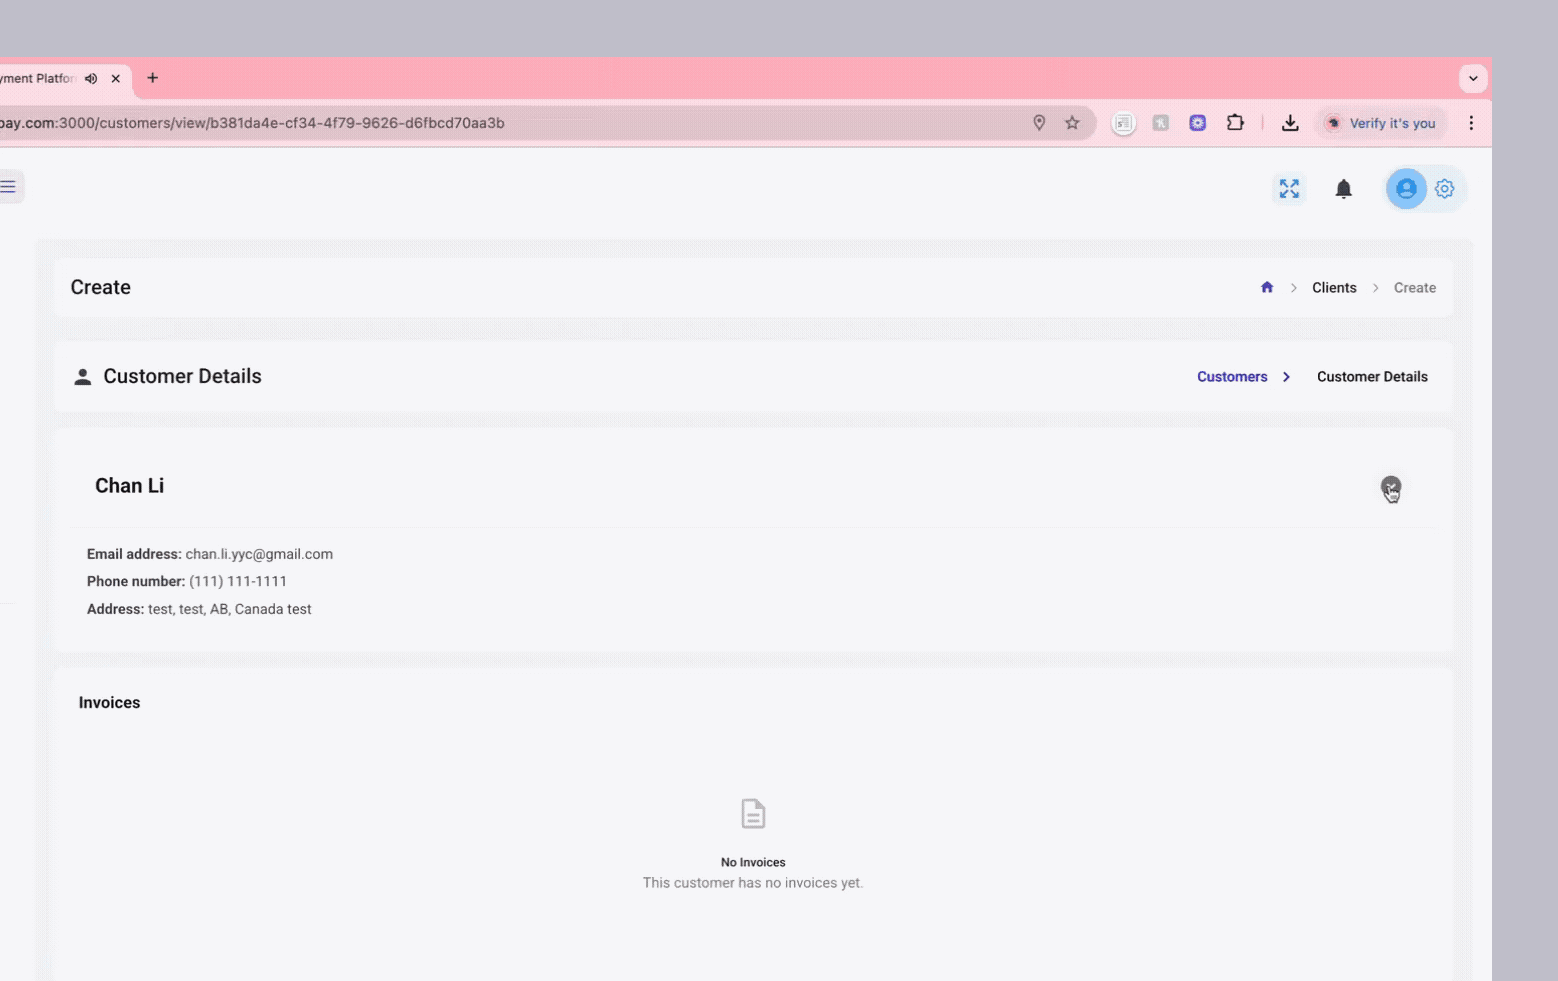 yment Platfor
pay.com:3000/customers/view/b381da4e-cf34-4f79-9626-d6fbcd70aa3b
Verify it's you
Create
Clients
Create
Customer Details
Customers
Customer Details
Chan Li
Email address: chan.li.yyc@gmail.com
Phone number: (111) 111-1111
Address: test, test, AB, Canada test
Invoices
No Invoices
This customer has no invoices yet.